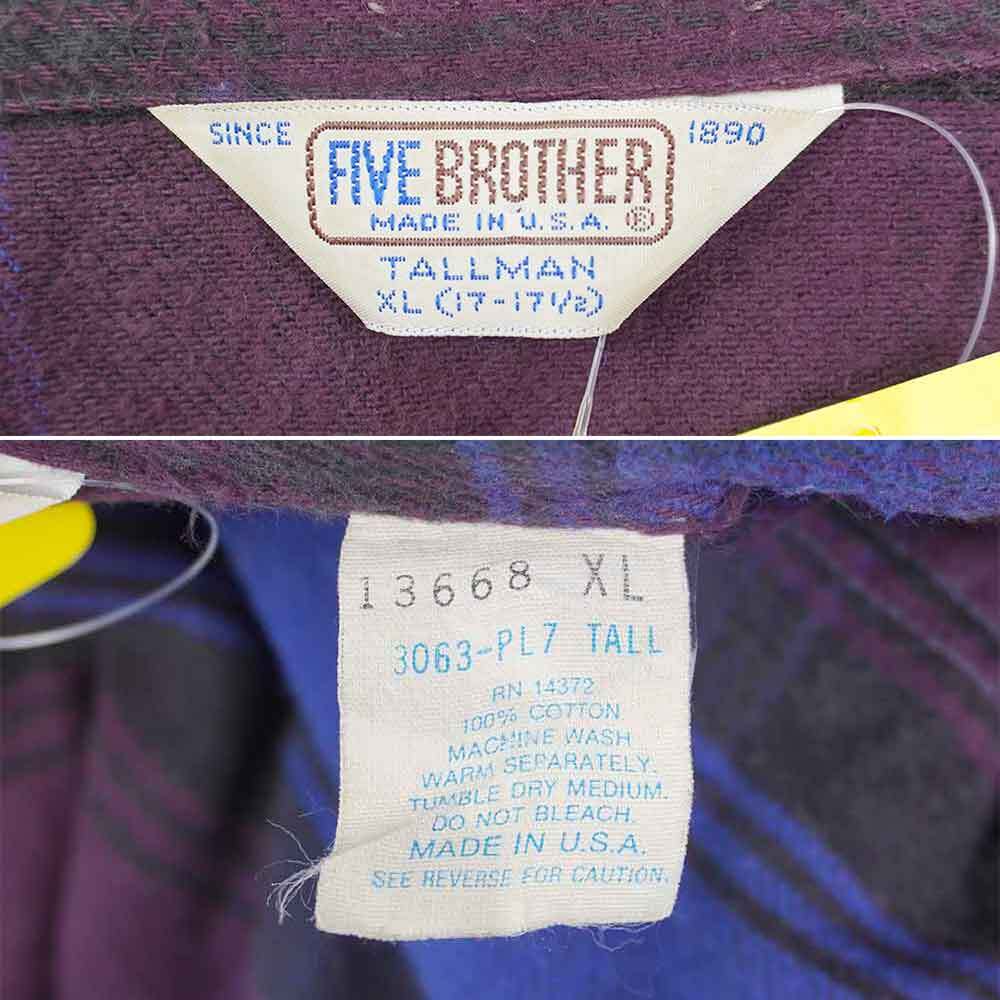 SINCE FIVE BROTHER 1890
MADE IN U.S.A. ®
TALLMAN
XL (17-17½)
13668 XL
3063-PL7 TALL
RN 14372
100% COTTON
MACHINE WASH
WARM SEPARATELY.
TUMBLE DRY MEDIUM.
DO NOT BLEACH.
MADE IN U.S.A.
SEE REVERSE FOR CAUTION.